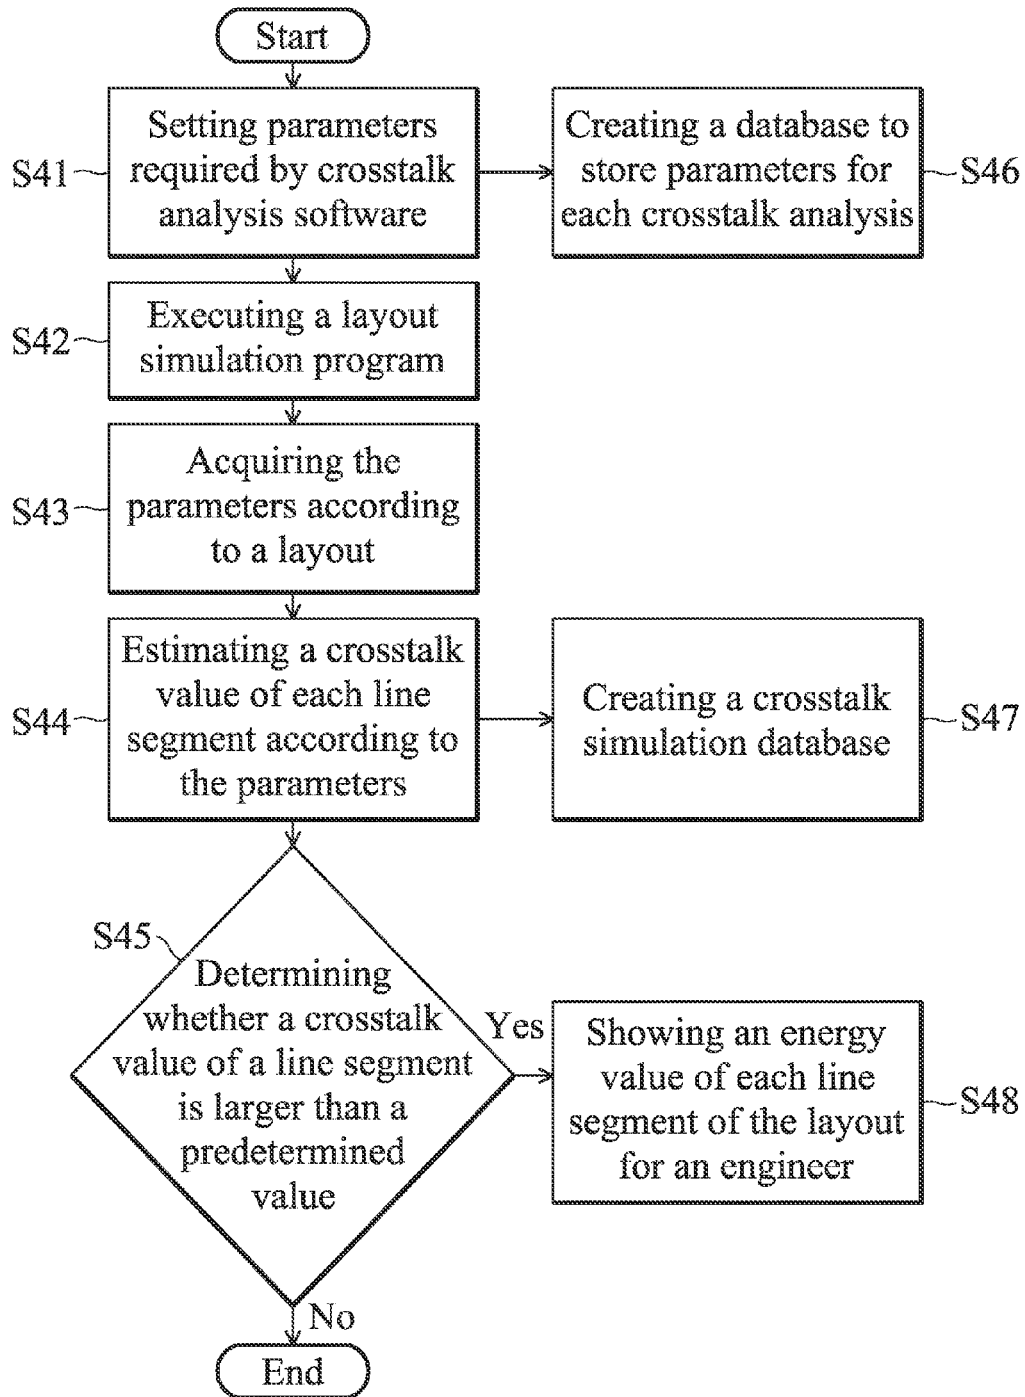 Start
S41
Setting parameters
required by crosstalk
analysis software
Creating a database to
store parameters for
each crosstalk analysis
S46
S42
Executing a layout
simulation program
S43
Acquiring the
parameters according
to a layout
S44
Estimating a crosstalk
value of each line
segment according to
the parameters
Creating a crosstalk
simulation database
S47
S45
Determining
whether a crosstalk
value of a line segment
is larger than a
predetermined
value
Yes
Showing an energy
value of each line
segment of the layout
for an engineer
S48
No
End